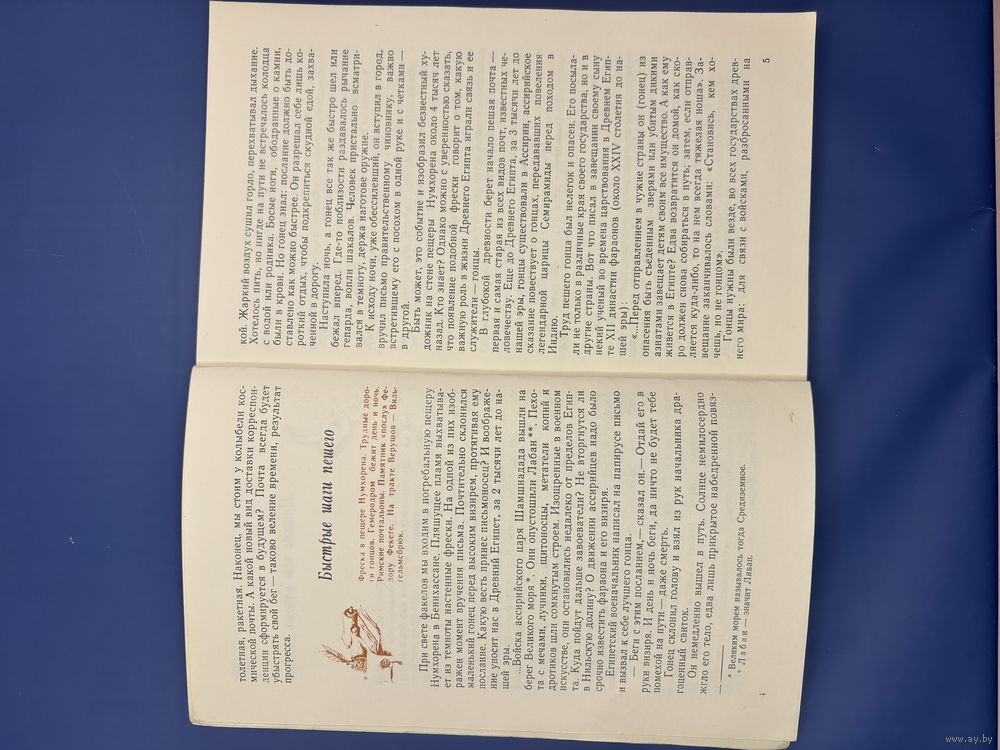 толетная, ракетная. Наконец, мы стоим у колыбели кос-
мической почты. А какой новый вид доставки корреспон-
денции сформируется в будущем? Почта всегда будет
убыстрять свой бег — таково веление времени, результат
прогресса.
Быстрые шаги пешего
Фреска в пещере Нумхорена. Трудные доро-
ги гонцов. Гемеродром бежит день и ночь.
Римские почтальоны. Памятник «послу» Фе-
дору Фекете. На тракте Верушов — Виль-
гельмсбрюк.
При свете факелов мы входим в погребальную пещеру
Нумхорена в Бенихассане. Пляшущее пламя выхватыва-
ет из темноты настенные фрески. На одной из них изоб-
ражен момент вручения письма. Почтительно склонился
маленький гонец перед высоким визирем, протягивая ему
послание. Какую весть принес письмоносец? И воображе-
ние уносит нас в Древний Египет, за 2 тысячи лет до на-
шей эры.
...Войска ассирийского царя Шамшиадада вышли на
берег Великого моря *. Они опустошили Лабан **. Пехо-
та с мечами, лучники, щитоносцы, метатели копий и
дротиков шли сомкнутым строем. Изощренные в военном
искусстве, они остановились недалеко от пределов Егип-
та. Куда пойдут дальше завоеватели? Не вторгнутся ли
в Нильскую долину? О движении ассирийцев надо было
срочно известить фараона и его визиря.
Египетский военачальник написал на папирусе письмо
и вызвал к себе лучшего гонца.
— Беги с этим посланием, — сказал он. — Отдай его в
руки визиря. И день и ночь беги, да ничто не будет тебе
помехой на пути — даже смерть.
Гонец склонил голову и взял из рук начальника дра-
гоценный свиток.
Он немедленно вышел в путь. Солнце немилосердно
жгло его тело, едва лишь прикрытое набедренной повяз-
* Великим морем называлось тогда Средиземное.
* Лабан — значит Ливан.
4
кой. Жаркий воздух сушил горло, перехватывал дыхание.
Хотелось пить, но нигде на пути не встречалось колодца
с водой или родника. Босые ноги, ободранные о камни,
были в крови. Но гонец знал: послание должно быть до-
ставлено как можно быстрее. Он разрешал себе лишь ко-
роткий отдых, чтобы подкрепиться скудной едой, захва-
ченной в дорогу.
Наступила ночь, а гонец все так же быстро шел или
бежал вперед. Где-то поблизости раздавалось рычание
гепарда, вопли шакалов. Человек пристально всматри-
вался в темноту, держа наготове оружие.
К исходу ночи, уже обессилевший, он вступил в город,
вручил письмо правительственному чиновнику, важно
встретившему его с посохом в одной руке и с четками —
в другой.
Быть может, это событие и изобразил безвестный ху-
дожник на стене пещеры Нумхорена около 4 тысяч лет
назад. Кто знает? Однако можно с уверенностью сказать,
что появление подобной фрески говорит о том, какую
важную роль в жизни Древнего Египта играли связь и ее
служители — гонцы.
В глубокой древности берет начало пешая почта —
первая и самая старая из всех видов почт, известных че-
ловечеству. Еще до Древнего Египта, за 3 тысячи лет до
нашей эры, гонцы существовали в Ассирии, ассирийское
сказание повествует о гонцах, передававших повеления
легендарной царицы Семирамиды перед походом в
Индию.
Труд пешего гонца был нелегок и опасен. Его посыла-
ли не только в различные края своего государства, но и в
другие страны. Вот что писал в завещании своему сыну
некий ученый во времена царствования в Древнем Егип-
те XII династии фараонов (около XXIV столетия до на-
шей эры):
«...Перед отправлением в чужие страны он (гонец) из
опасения быть съеденным зверями или убитым дикими
азиатами завещает детям своим все имущество. А как ему
живется в Египте? Едва возвратится он домой, как ско-
ро должен снова собираться в путь; затем, если отправ-
ляется куда-либо, то на нем всегда тяжелая ноша». За-
вещание заканчивалось словами: «Становись, кем хо-
чешь, но не гонцом».
Гонцы нужны были везде, во всех государствах древ-
него мира: для связи с войсками, разбросанными на
5
www.ay.by